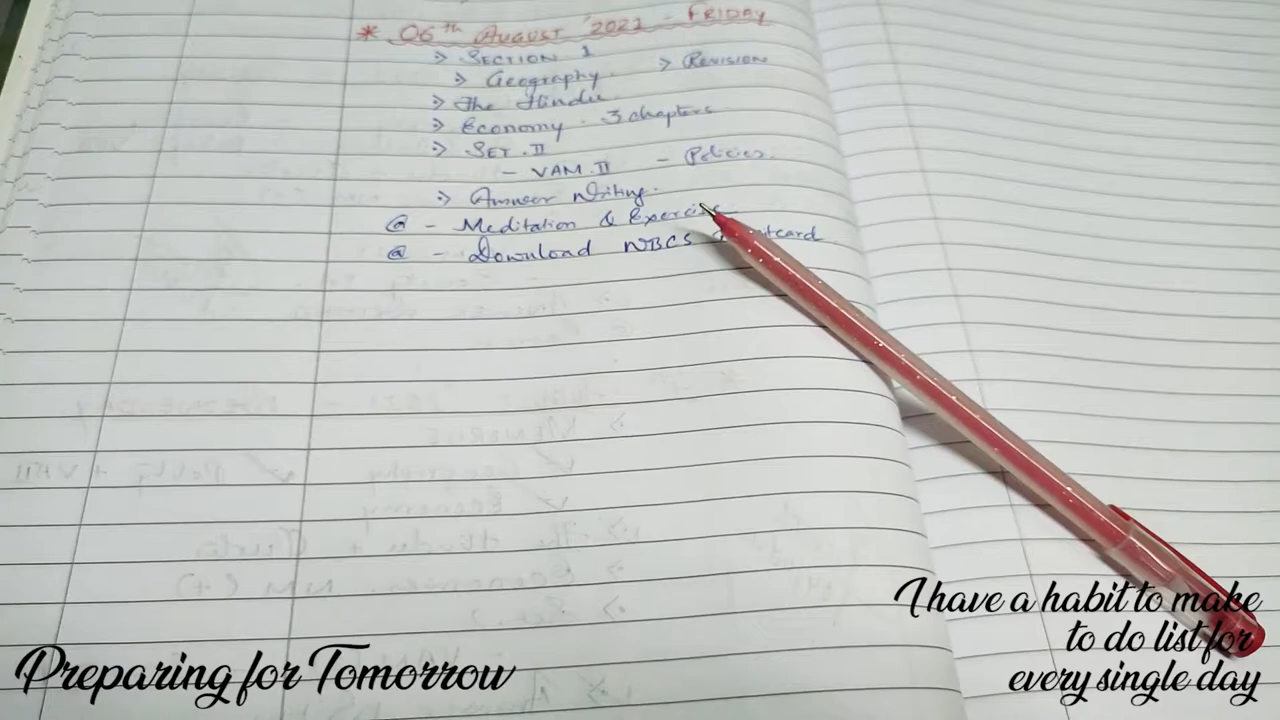 * 06th AUGUST '2021 - FRIDAY
> SECTION 1
> Geography. > REVISION
> The Hindu
> Economy. 3 chapters
> SET. II
- VAM. II - Policies.
> Answer Writing.
@ - Meditation & Exercise
@ - Download WBCS
Preparing for Tomorrow
I have a habit to make
to do list for
every single day